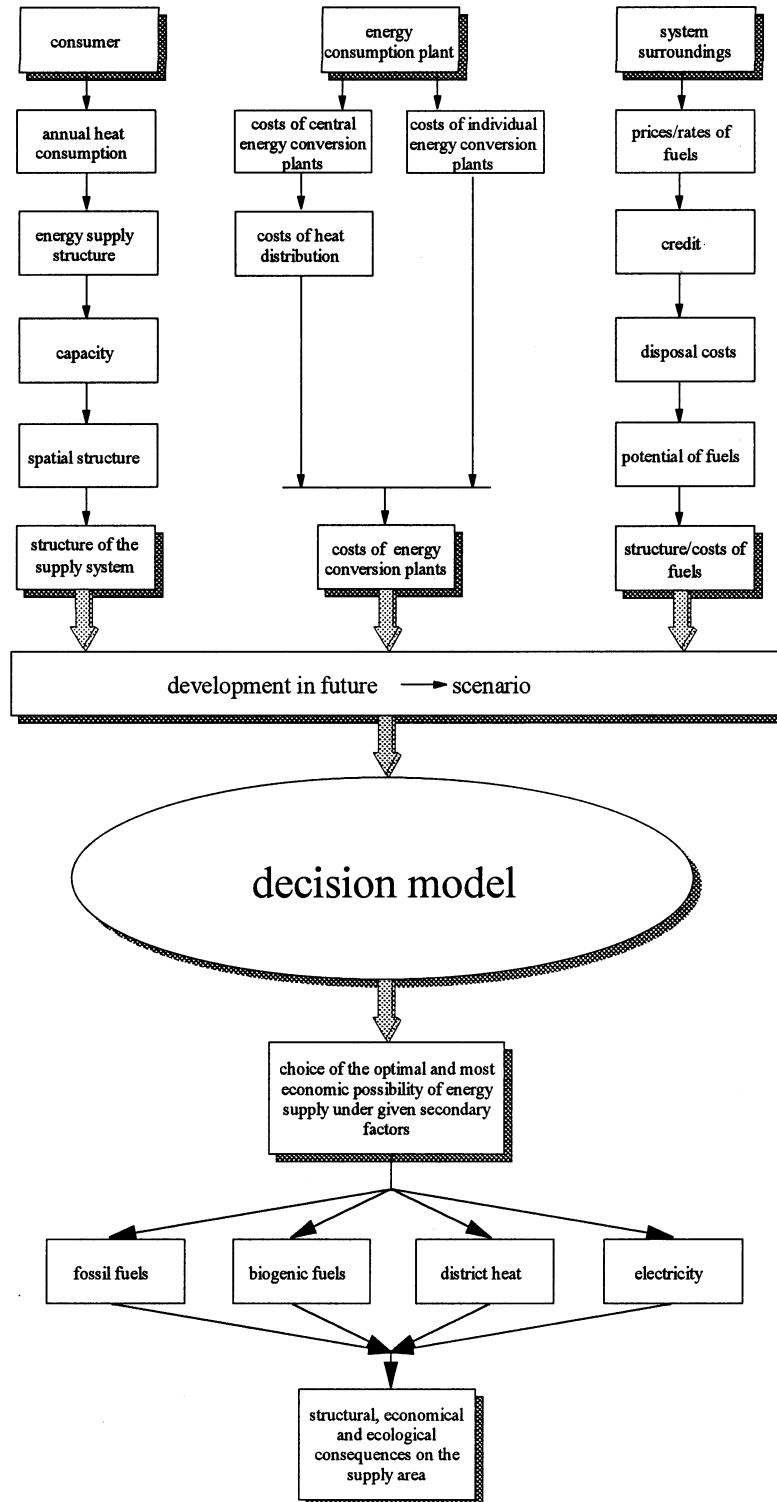 consumer
energy
consumption plant
system
surroundings
annual heat
consumption
costs of central
energy conversion
plants
costs of individual
energy conversion
plants
prices/rates of
fuels
energy supply
structure
costs of heat
distribution
credit
capacity
disposal costs
spatial structure
potential of fuels
structure of the
supply system
costs of energy
conversion plants
structure/costs of
fuels
development in future
scenario
decision model
choice of the optimal and most
economic possibility of energy
supply under given secondary
factors
fossil fuels
biogenic fuels
district heat
electricity
structural, economical
and ecological
consequences on the
supply area